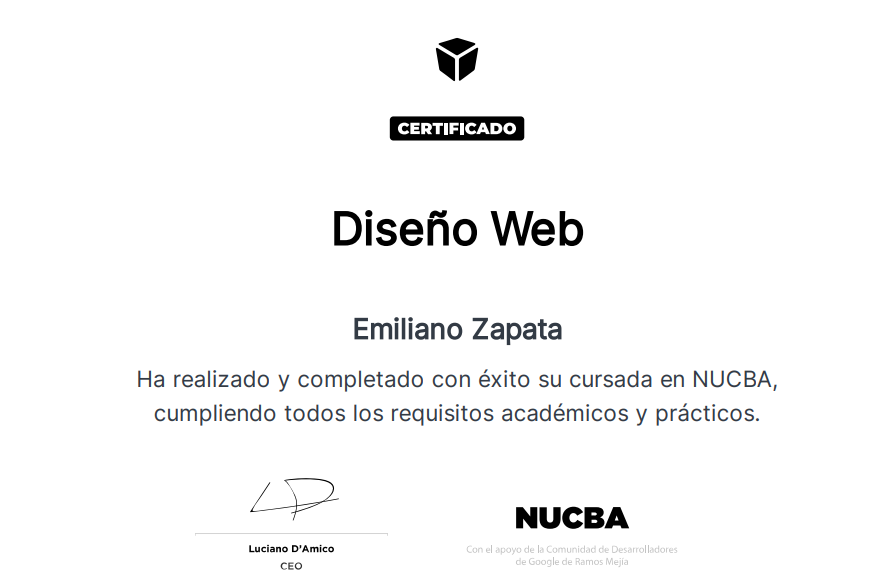 CERTIFICADO
Diseño Web
Emiliano Zapata
Ha realizado y completado con éxito su cursada en NUCBA,
cumpliendo todos los requisitos académicos y prácticos.
Luciano D'Amico
CEO
NUCBA
Con el apoyo de la Comunidad de Desarrolladores
de Google de Ramos Mejía